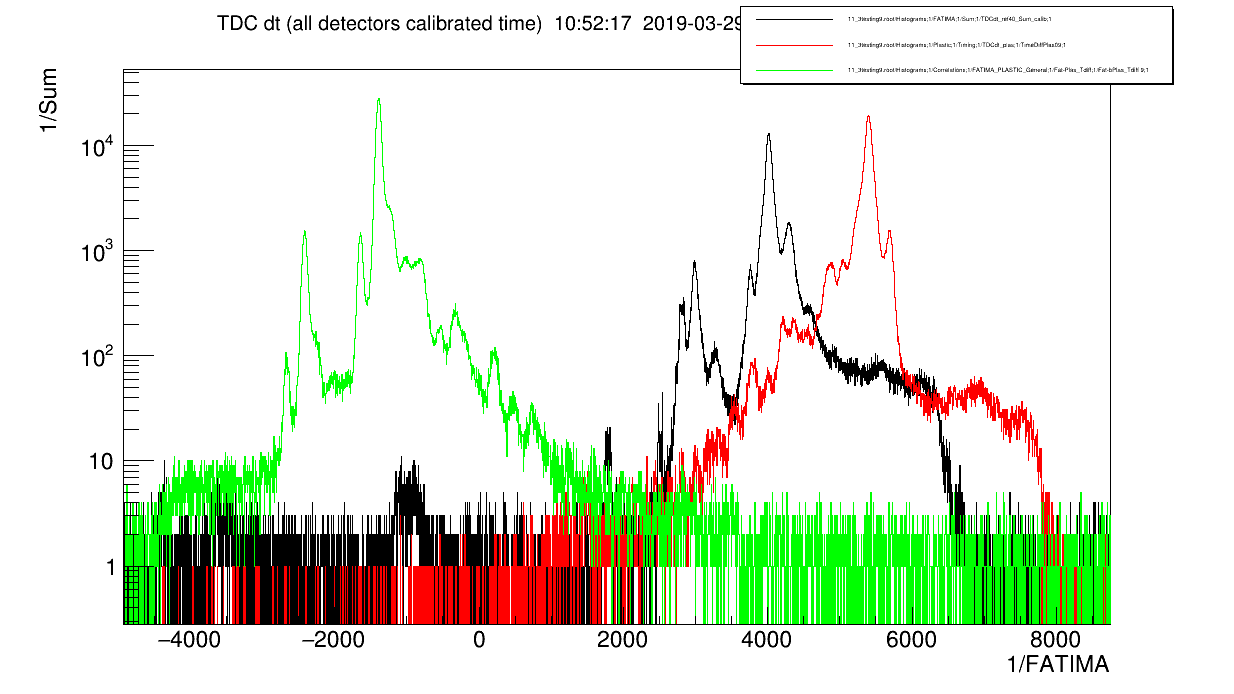 TDC dt (all detectors calibrated time) 10:52:17 2019-03-29
11_3testing9.root/Histograms;1/FATIMA;1/Sum;1/TDCdt_ref40_Sum_calib;1
11_3testing9.root/Histograms;1/Plastic;1/Timing;1/TDCdt_plas;1/TimeDiffPlas09;1
11_3testing9.root/Histograms;1/Correlations;1/FATIMA_PLASTIC_General;1/Fat-Plas_Tdiff;1/Fat-bPlas_Tdiff 9;1
1/Sum
10⁴
10³
10²
10
1
−4000 −2000 0 2000 4000 6000 8000
1/FATIMA